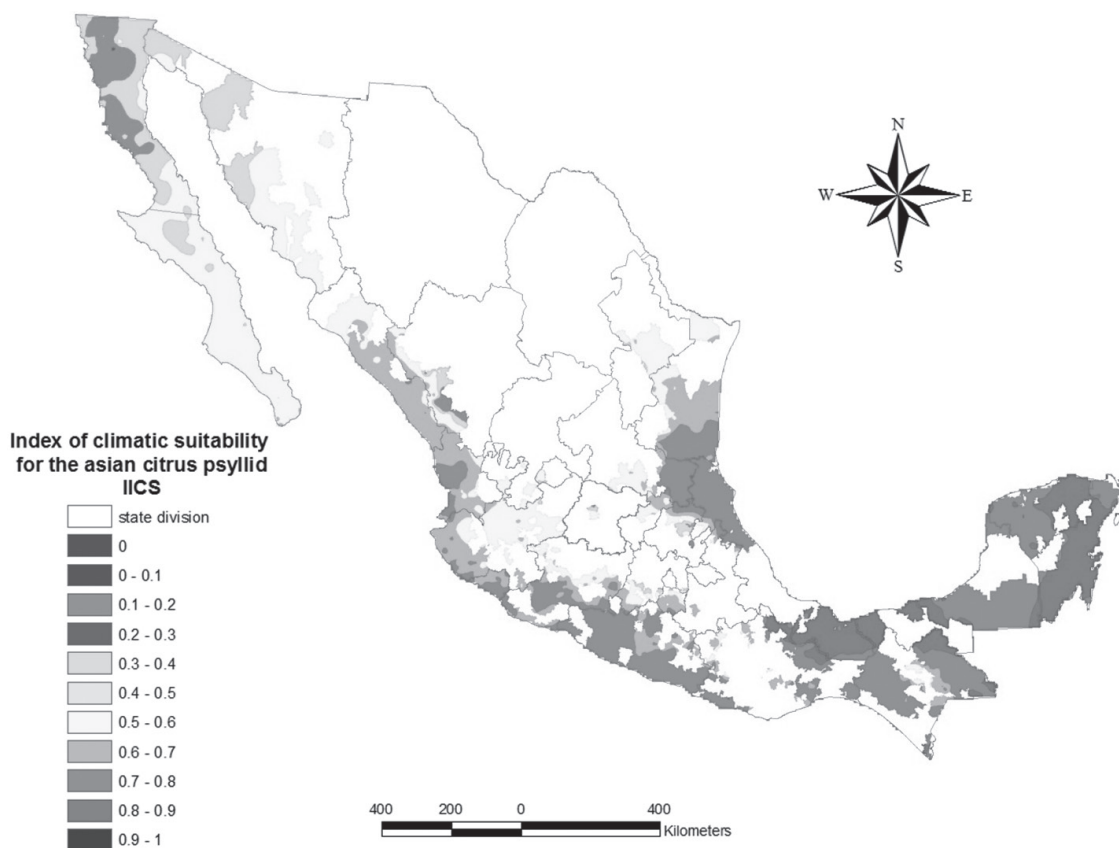 N
W E
S
Index of climatic suitability
for the asian citrus psyllid
IICS
state division
0
0 - 0.1
0.1 - 0.2
0.2 - 0.3
0.3 - 0.4
0.4 - 0.5
0.5 - 0.6
0.6 - 0.7
0.7 - 0.8
0.8 - 0.9
0.9 - 1
400 200 0 400
Kilometers